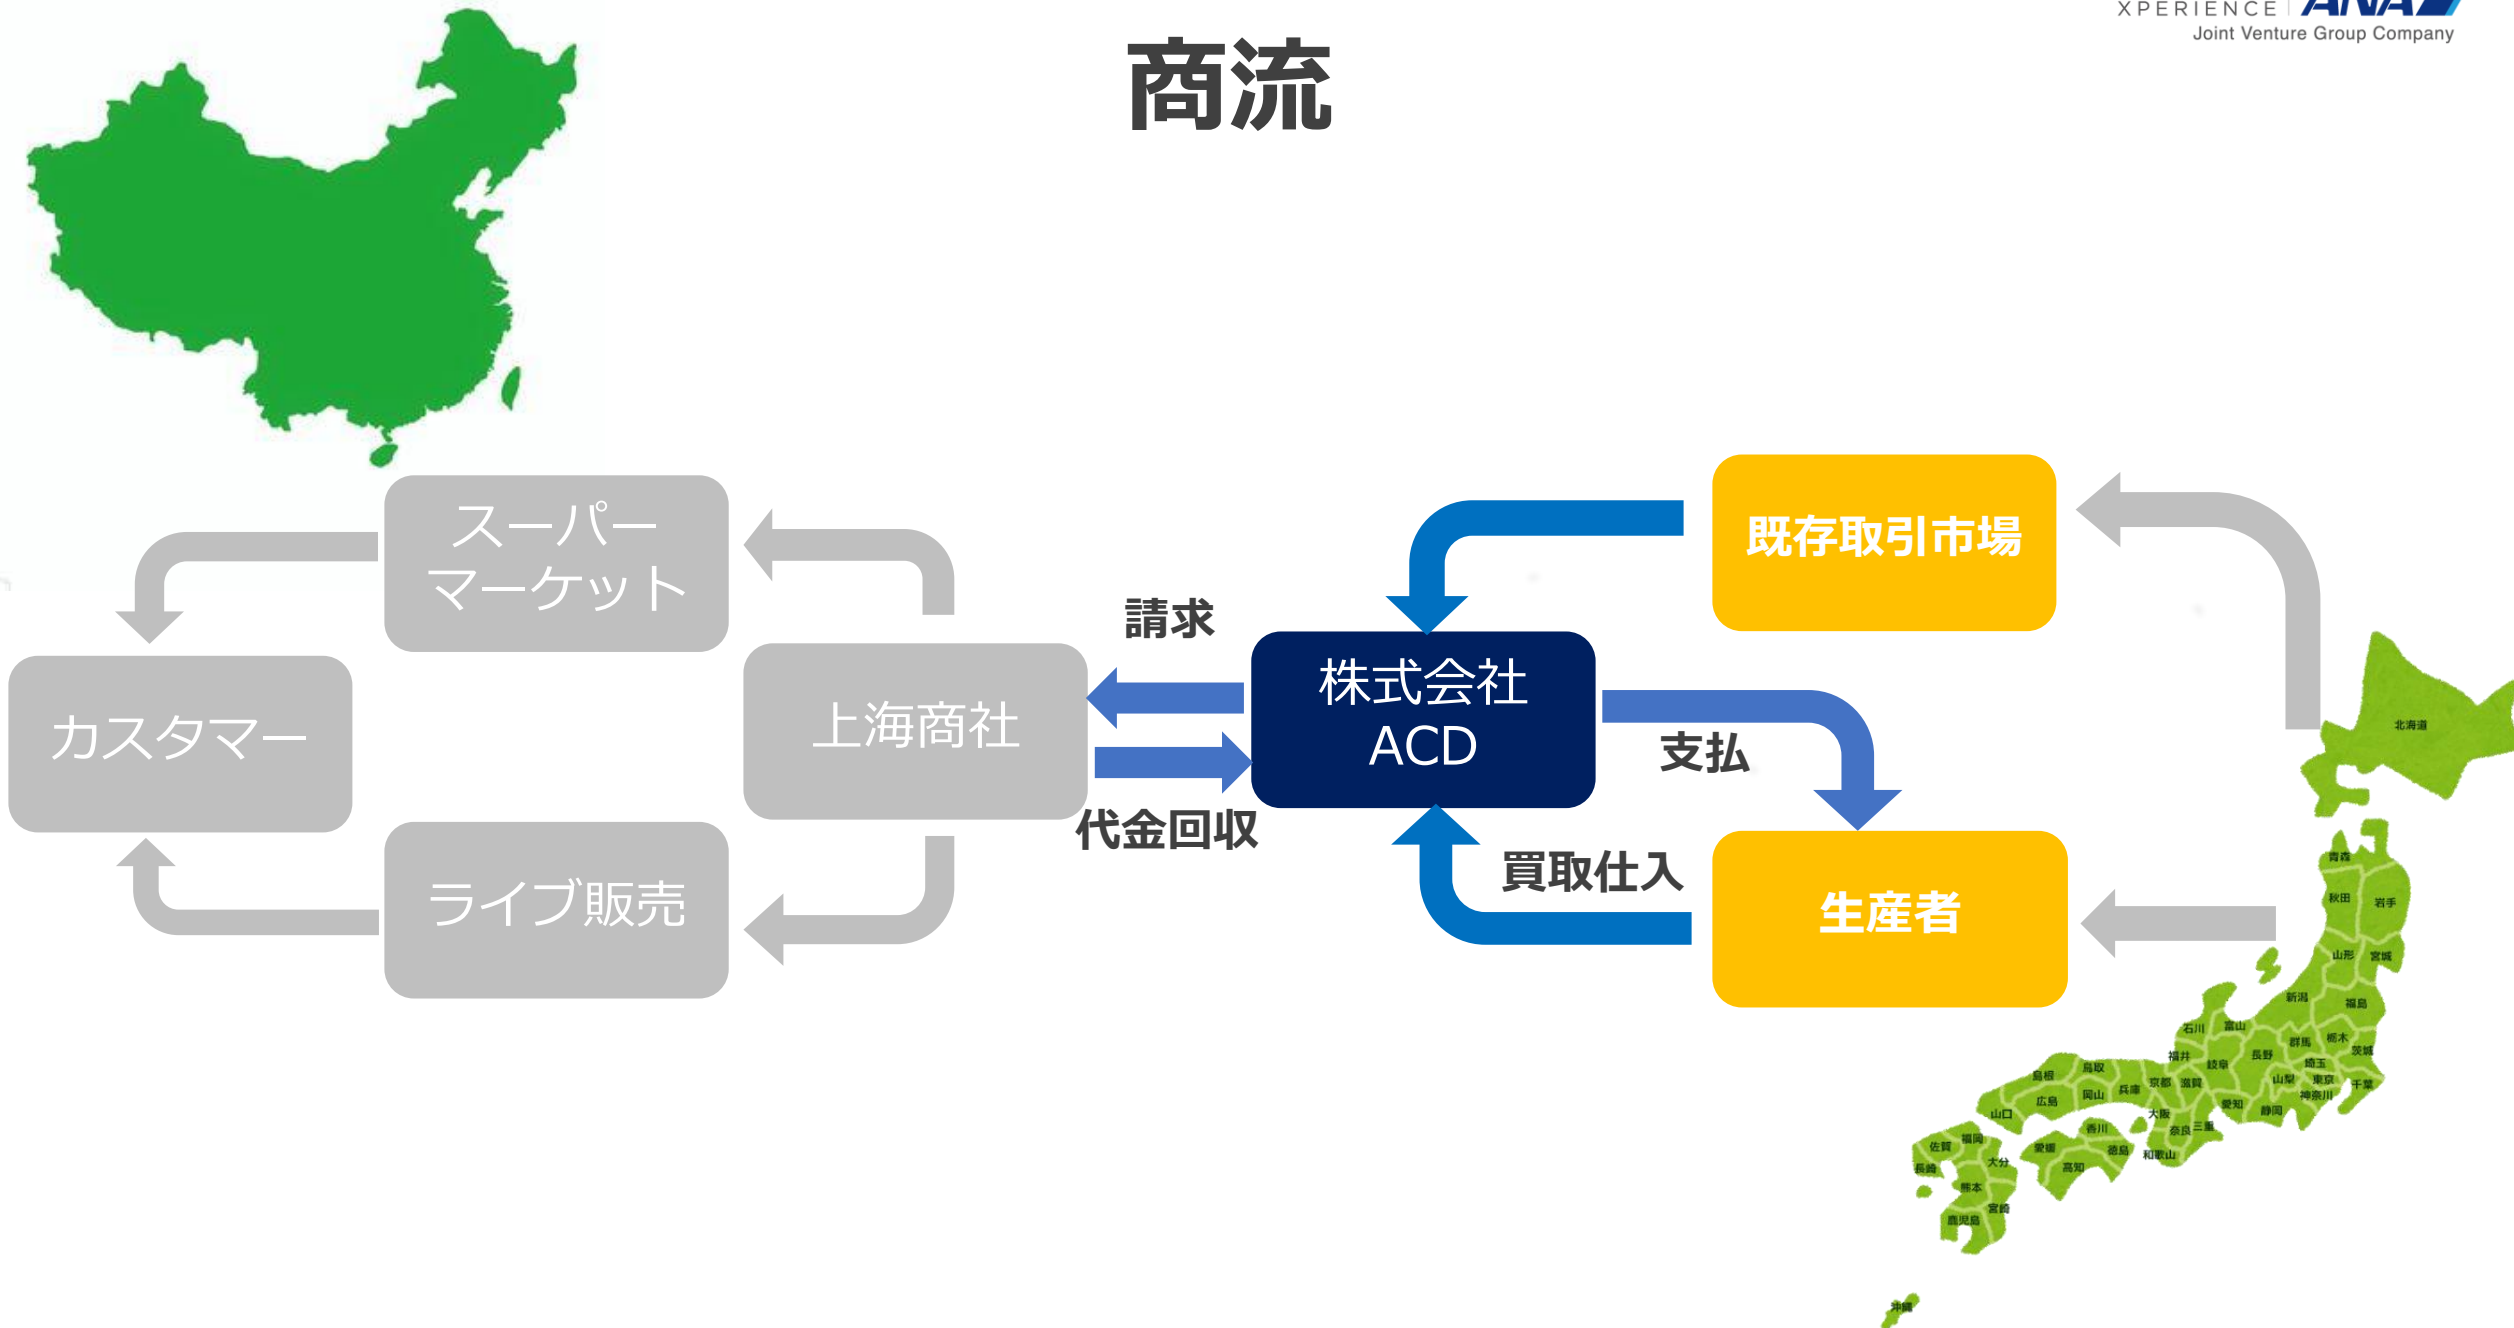 XPERIENCE
ANA
Joint Venture Group Company
商流
スーパー
マーケット
既存取引市場
請求
株式会社
ACD
カスタマー
上海商社
支払
代金回収
買取仕入
ライブ販売
生産者
北海道
青森
秋田
岩手
山形
宮城
新潟
福島
石川
富山
栃木
群馬
茨城
福井
長野
岐阜
埼玉
島根
鳥取
兵庫
京都
滋賀
山梨
東京
千葉
神奈川
岡山
広島
山口
愛知
静岡
大阪
奈良
三重
香川
福岡
佐賀
愛媛
徳島
和歌山
長崎
大分
高知
熊本
宮崎
鹿児島
沖縄